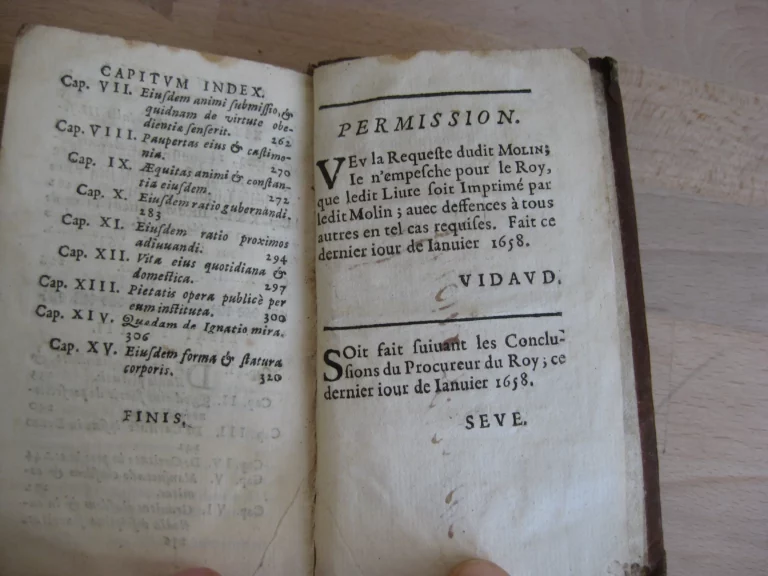 CAPITVM INDEX.
Cap. VII. Eiuſdem animi ſubmiſſio, &
quidnam de virtute obe-
dientiæ ſenſerit. 262
Cap. VIII. Paupertas eius & caſtimo-
nia. 270
Cap. IX. Æquitas animi & conſtan-
tia eiuſdem. 272
Cap. X. Eiuſdem ratio gubernandi.
283
Cap. XI. Eiuſdem ratio proximos
adiuuandi. 294
Cap. XII. Vita eius quotidiana &
domeſtica. 297
Cap. XIII. Pietatis opera publicè per
eum inſtituta. 300
Cap. XIV. Quædam de Ignatio mira.
306
Cap. XV. Eiuſdem forma & ſtatura
corporis. 320
FINIS.
PERMISSION.
VEv la Requeſte dudit MOLIN;
Ie n'empeſche pour le Roy,
que ledit Liure ſoit Imprimé par
ledit Molin; auec deffences à tous
autres en tel cas requiſes. Fait ce
dernier iour de Ianuier 1658.
VIDAVD.
SOit fait ſuiuant les Conclu-
ſions du Procureur du Roy; ce
dernier iour de Ianuier 1658.
SEVE.